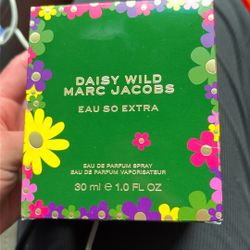 DAISY WILD
MARC JACOBS
EAU SO EXTRA
EAU DE PARFUM SPRAY
EAU DE PARFUM VAPORISATEUR
30 ml ℮ 1.0 FL OZ